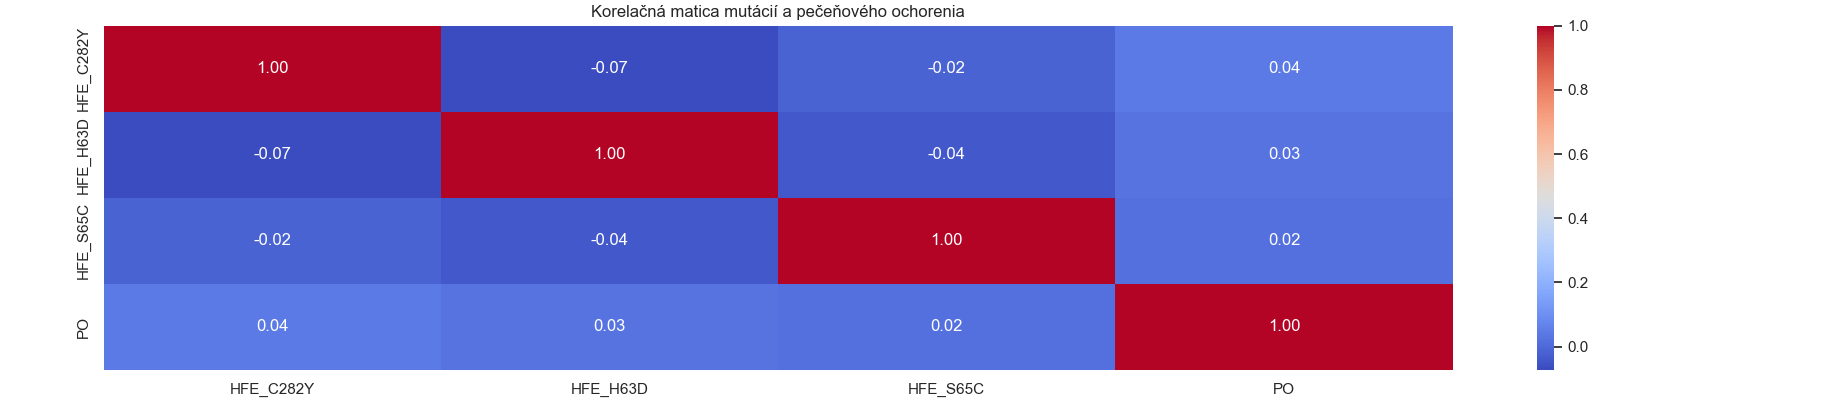 Korelačná matica mutácií a pečeňového ochorenia
HFE_C282Y
1.00
-0.07
-0.02
0.04
HFE_H63D
-0.07
1.00
-0.04
0.03
HFE_S65C
-0.02
-0.04
1.00
0.02
PO
0.04
0.03
0.02
1.00
HFE_C282Y
HFE_H63D
HFE_S65C
PO
1.0
0.8
0.6
0.4
0.2
0.0